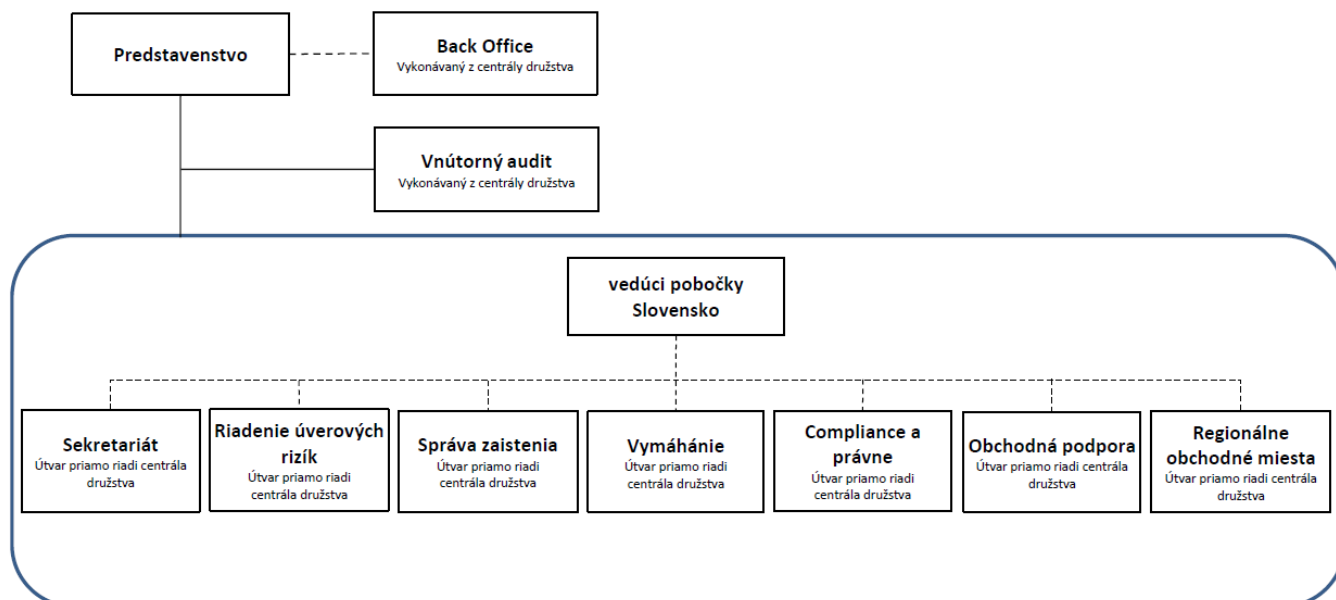 Predstavenstvo
Back Office
Vykonávaný z centrály družstva
Vnútorný audit
Vykonávaný z centrály družstva
vedúci pobočky
Slovensko
Sekretariát
Útvar priamo riadi centrála
družstva
Riadenie úverových
rizík
Útvar priamo riadi
centrála družstva
Správa zaistenia
Útvar priamo riadi
centrála družstva
Vymáhánie
Útvar priamo riadi
centrála družstva
Compliance a
právne
Útvar priamo riadi
centrála družstva
Obchodná podpora
Útvar priamo riadi centrála
družstva
Regionálne
obchodné miesta
Útvar priamo riadi centrála
družstva